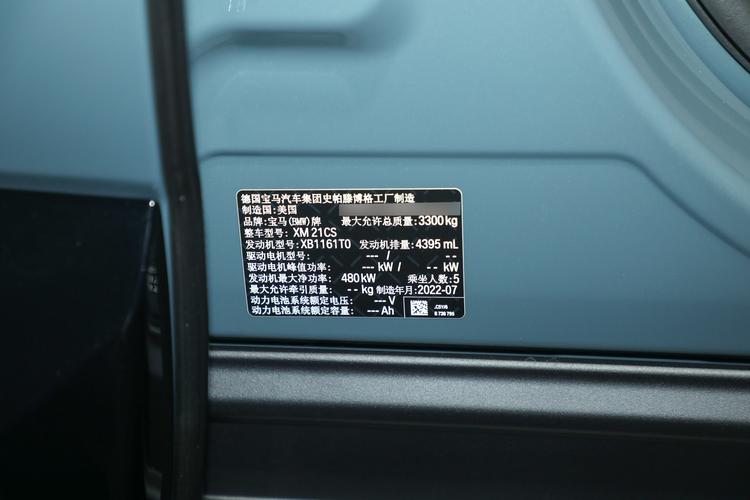 德国宝马汽车集团史帕滕博格工厂制造
制造国:美国
品牌:宝马(BMW)牌 最大允许总质量:3300kg
整车型号: XM 21CS
发动机型号:XB1161T0 发动机排量:4395 mL
驱动电机型号: --- / --
驱动电机峰值功率: --- kW / -- kW
发动机最大净功率: 480kW 乘坐人数:5
最大允许牵引质量: -- kg 制造年月:2022-07
动力电池系统额定电压: --- V
动力电池系统额定容量: --- Ah